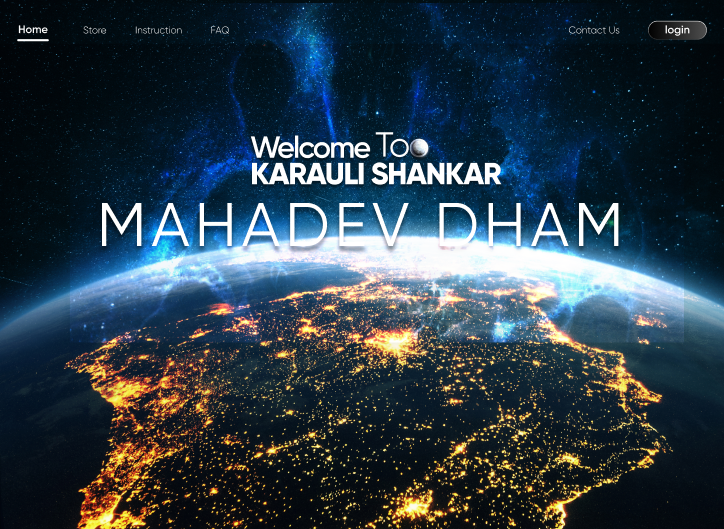 Home Store Instruction FAQ Contact Us login
Welcome Too
KARAULI SHANKAR
MAHADEV DHAM